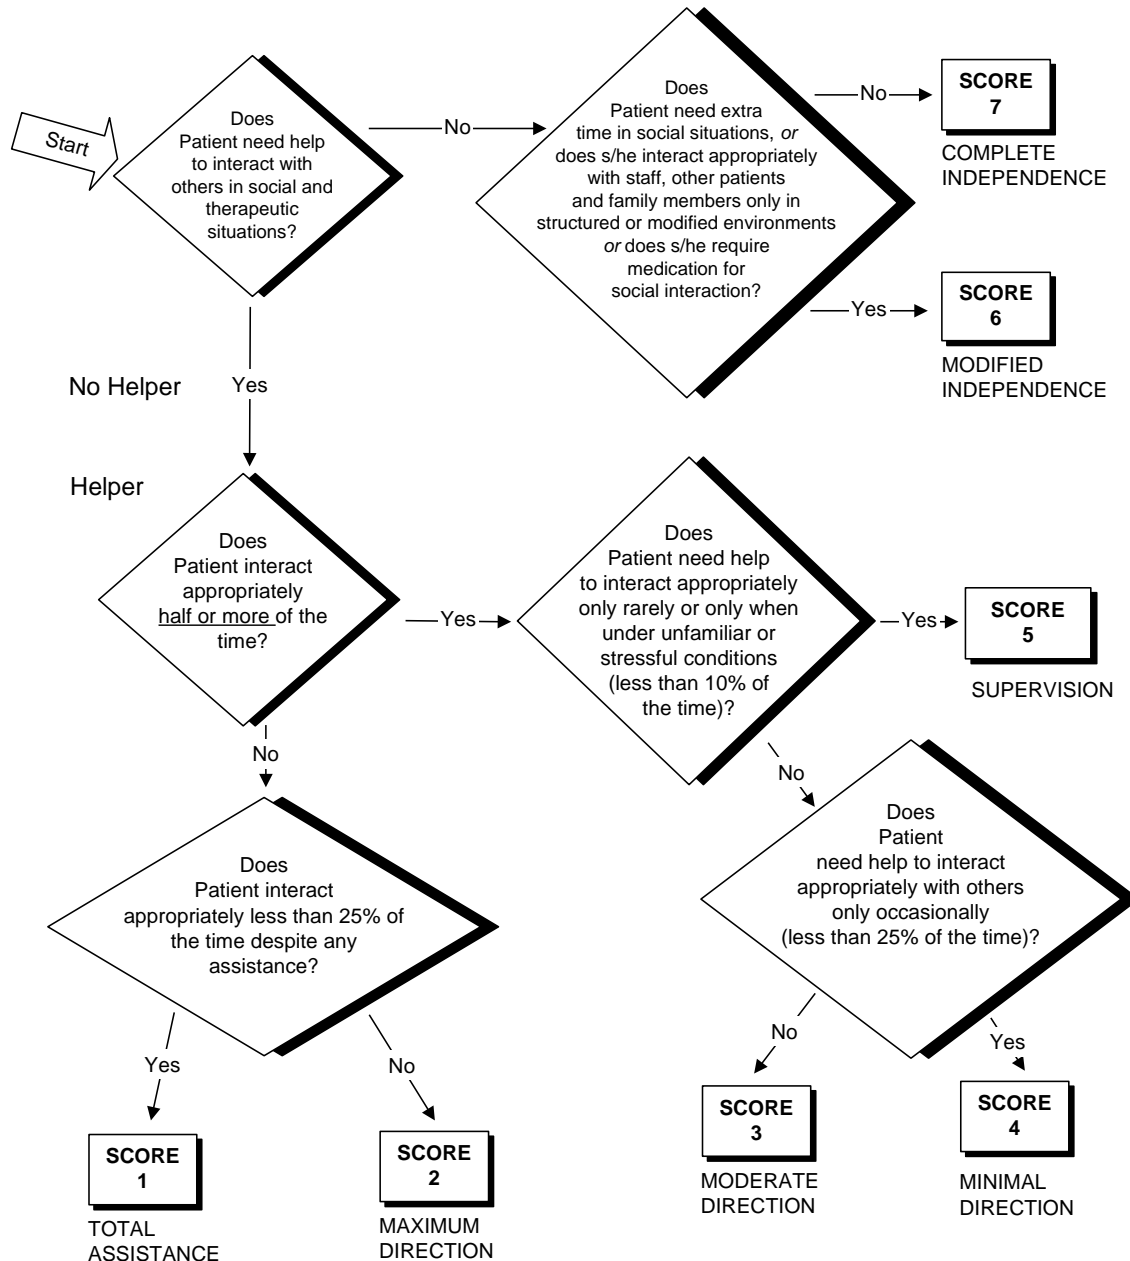 Start
Does
Patient need help
to interact with
others in social and
therapeutic
situations?
No
Does
Patient need extra
time in social situations, or
does s/he interact appropriately
with staff, other patients
and family members only in
structured or modified environments
or does s/he require
medication for
social interaction?
No
SCORE
7
COMPLETE
INDEPENDENCE
Yes
SCORE
6
MODIFIED
INDEPENDENCE
No Helper
Yes
Helper
Does
Patient interact
appropriately
half or more of the
time?
Yes
Does
Patient need help
to interact appropriately
only rarely or only when
under unfamiliar or
stressful conditions
(less than 10% of
the time)?
Yes
SCORE
5
SUPERVISION
No
No
Does
Patient interact
appropriately less than 25% of
the time despite any
assistance?
Does
Patient
need help to interact
appropriately with others
only occasionally
(less than 25% of the time)?
Yes
No
No
Yes
SCORE
1
TOTAL
ASSISTANCE
SCORE
2
MAXIMUM
DIRECTION
SCORE
3
MODERATE
DIRECTION
SCORE
4
MINIMAL
DIRECTION